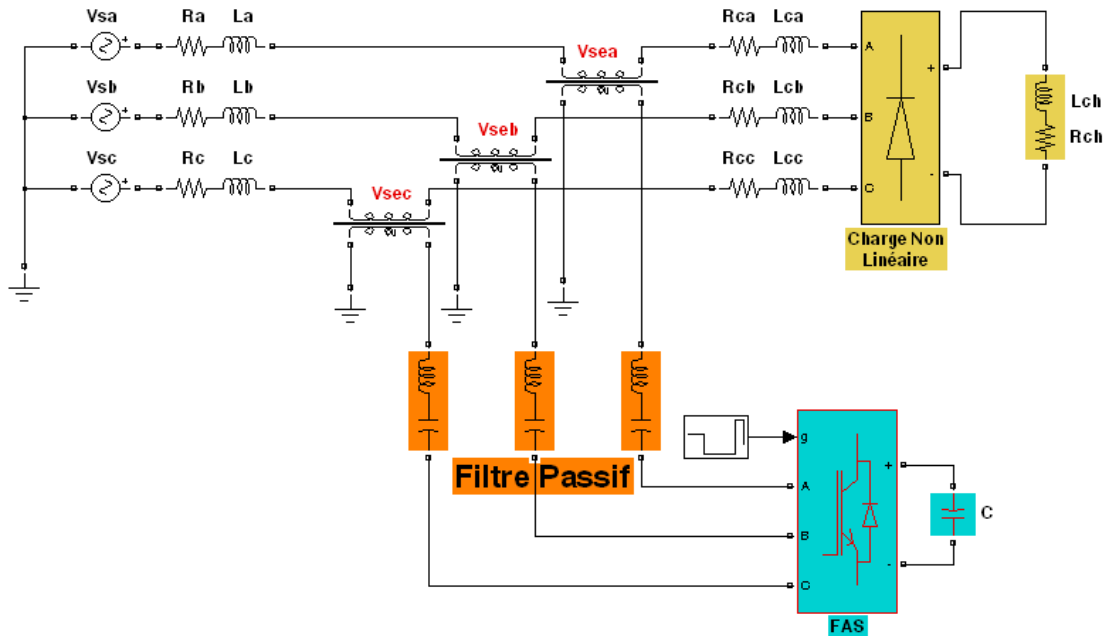 Vsa Ra La
Vsea
Rca Lca
Vsb Rb Lb
Vseb
Rcb Lcb
Vsc Rc Lc
Vsec
Rcc Lcc
A
B
C
+
-
Lch
Rch
Charge Non
Linéaire
Filtre Passif
g
A
B
C
+
-
C
FAS